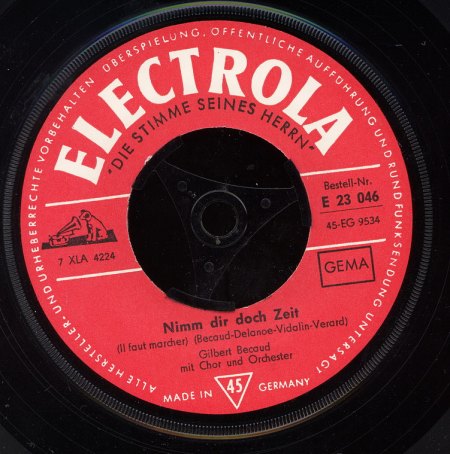 ALLE HERSTELLER- UND URHEBERRECHTE VORBEHALTEN ÜBERSPIELUNG, ÖFFENTLICHE AUFFÜHRUNG UND RUNDFUNKSENDUNG UNTERSAGT
ELECTROLA
"DIE STIMME SEINES HERRN"
Bestell-Nr.
E 23 046
45-EG 9534
7 XLA 4224
GEMA
Nimm dir doch Zeit
(Il faut marcher) (Becaud-Delanoe-Vidalin-Verard)
Gilbert Becaud
mit Chor und Orchester
MADE IN 45 GERMANY